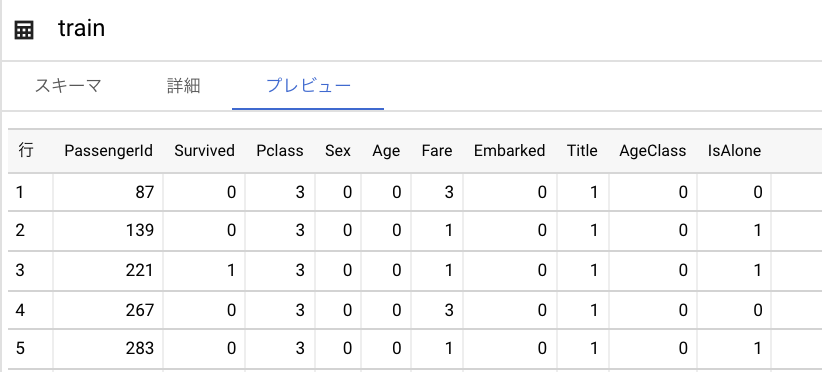 train
スキーマ 詳細 プレビュー
行 PassengerId Survived Pclass Sex Age Fare Embarked Title AgeClass IsAlone
1 87 0 3 0 0 3 0 1 0 0
2 139 0 3 0 0 1 0 1 0 1
3 221 1 3 0 0 1 0 1 0 1
4 267 0 3 0 0 3 0 1 0 0
5 283 0 3 0 0 1 0 1 0 1